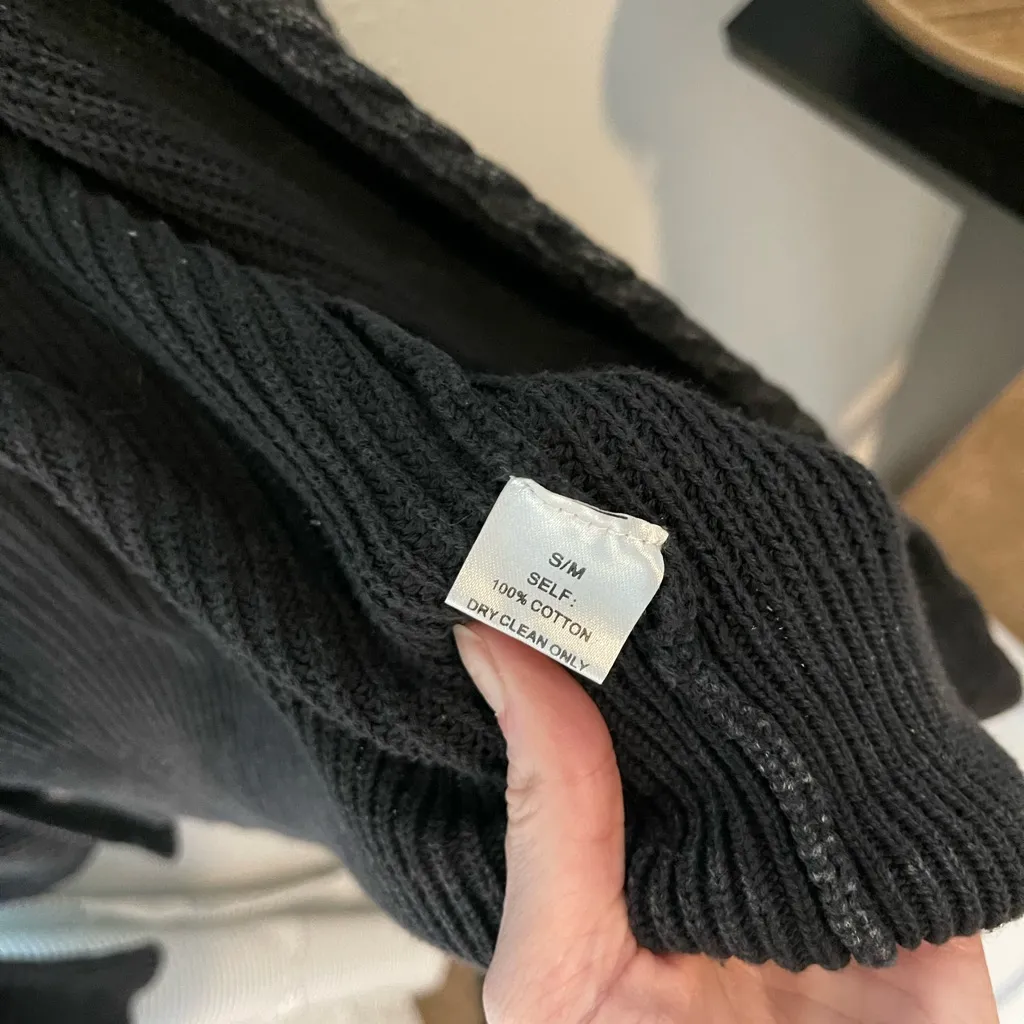 S/M
SELF:
100% COTTON
DRY CLEAN ONLY